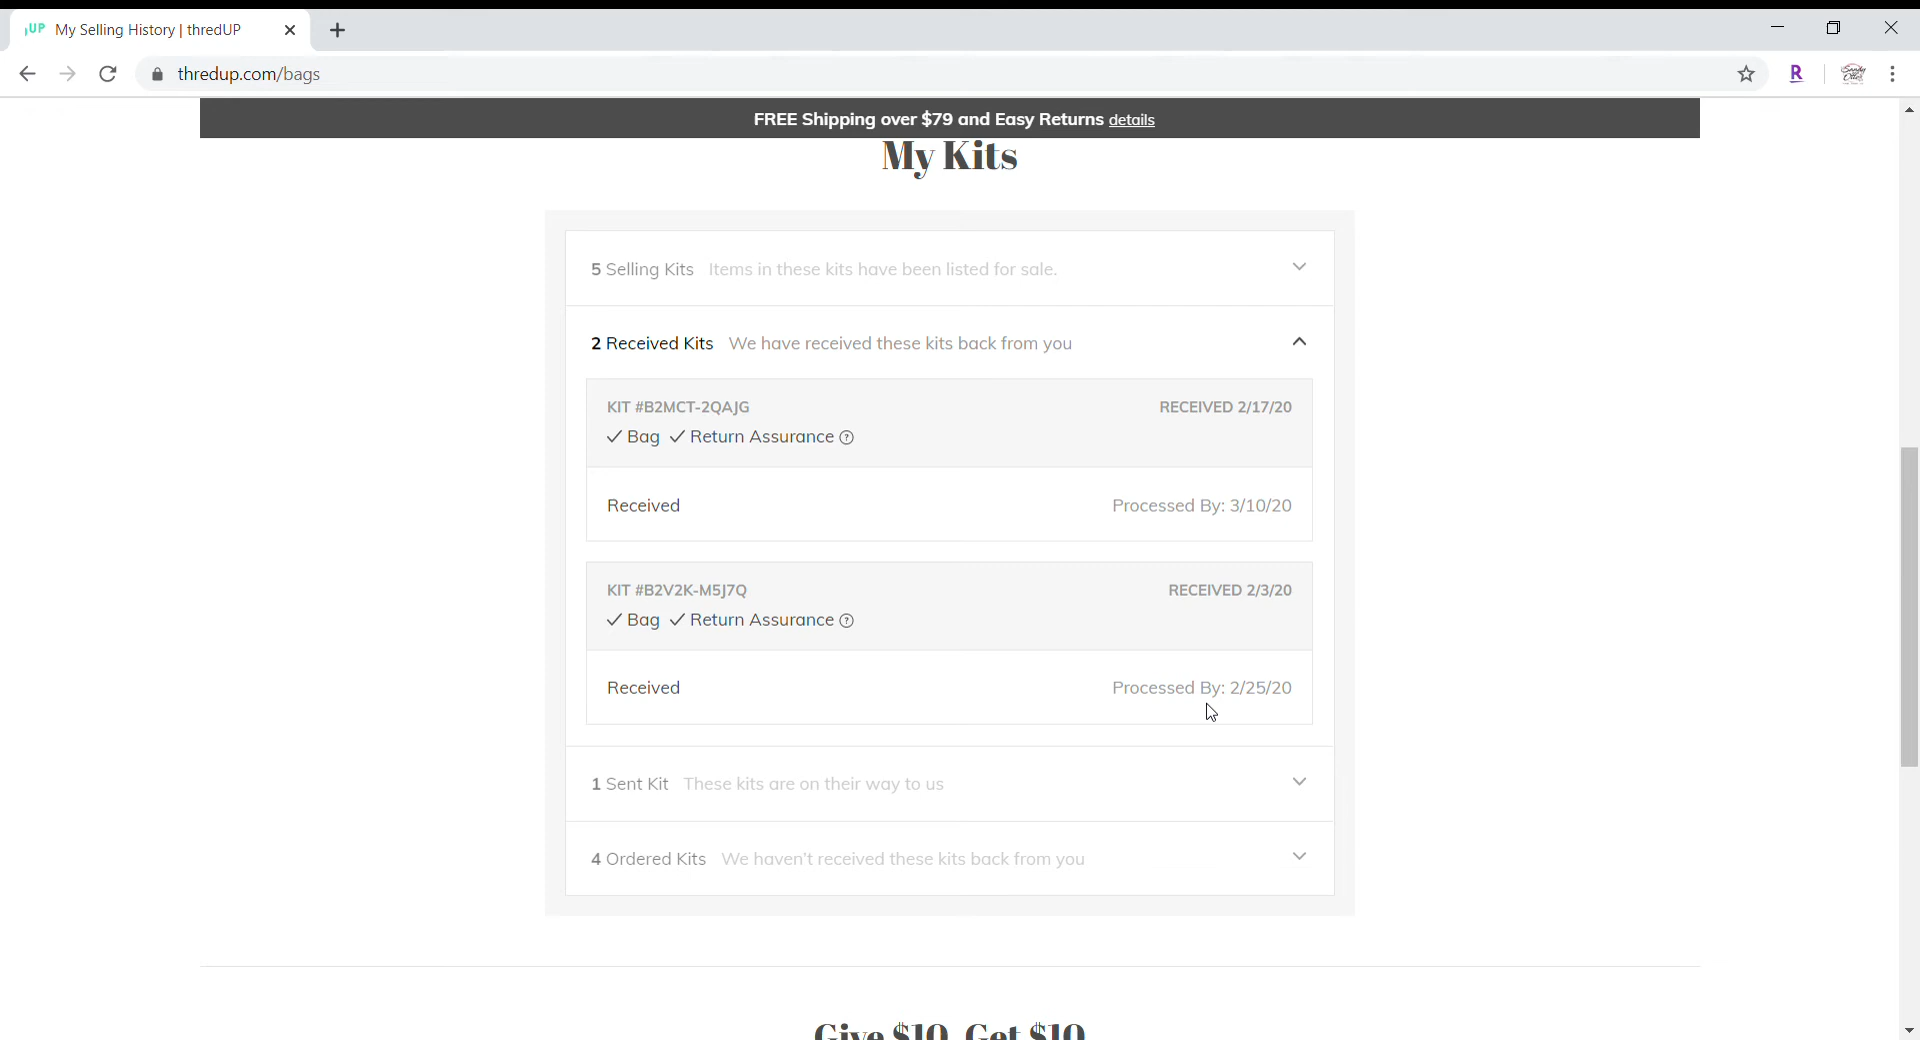 UP My Selling History | thredUP
thredup.com/bags
R
Sandy
FREE Shipping over $79 and Easy Returns details
My Kits
5 Selling Kits Items in these kits have been listed for sale.
2 Received Kits We have received these kits back from you
KIT #B2MCT-2QAJG RECEIVED 2/17/20
✓ Bag ✓ Return Assurance ?
Received Processed By: 3/10/20
KIT #B2V2K-M5J7Q RECEIVED 2/3/20
✓ Bag ✓ Return Assurance ?
Received Processed By: 2/25/20
1 Sent Kit These kits are on their way to us
4 Ordered Kits We haven't received these kits back from you
Give $10, Get $10